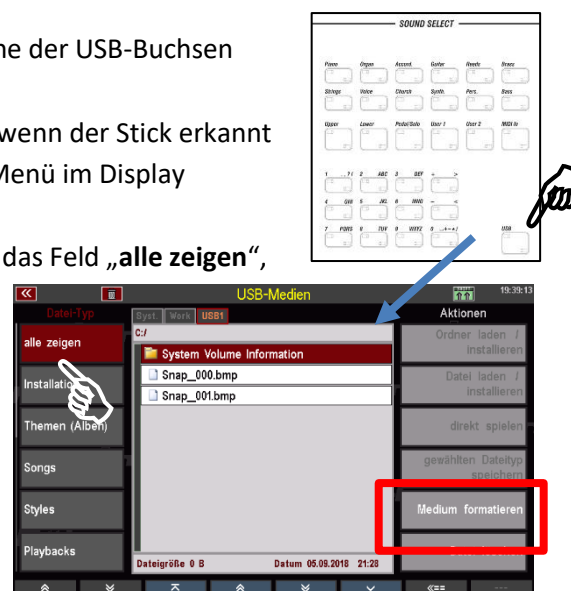 ne der USB-Buchsen
wenn der Stick erkannt
Menü im Display
das Feld „alle zeigen“,
SOUND SELECT
Piano Organ Accord. Guitar Reeds Brass
Strings Voice Church Synth. Perc. Bass
Upper Lower Pedal/Solo User 1 User 2 MIDI In
2 ABC 3 DEF + >
4 GHI 5 JKL 6 MNO - <
7 PQRS 8 TUV 9 WXYZ
USB
USB-Medien
19:39:13
Datei-Typ
Syst. Work USB1
Aktionen
C:/
alle zeigen
System Volume Information
Ordner laden /
installieren
Snap__000.bmp
Installation
Snap__001.bmp
Datei laden /
installieren
Themen (Alben)
direkt spielen
Songs
gewählten Dateityp
speichern
Styles
Medium formatieren
Playbacks
Dateigröße 0 B Datum 05.09.2018 21:28